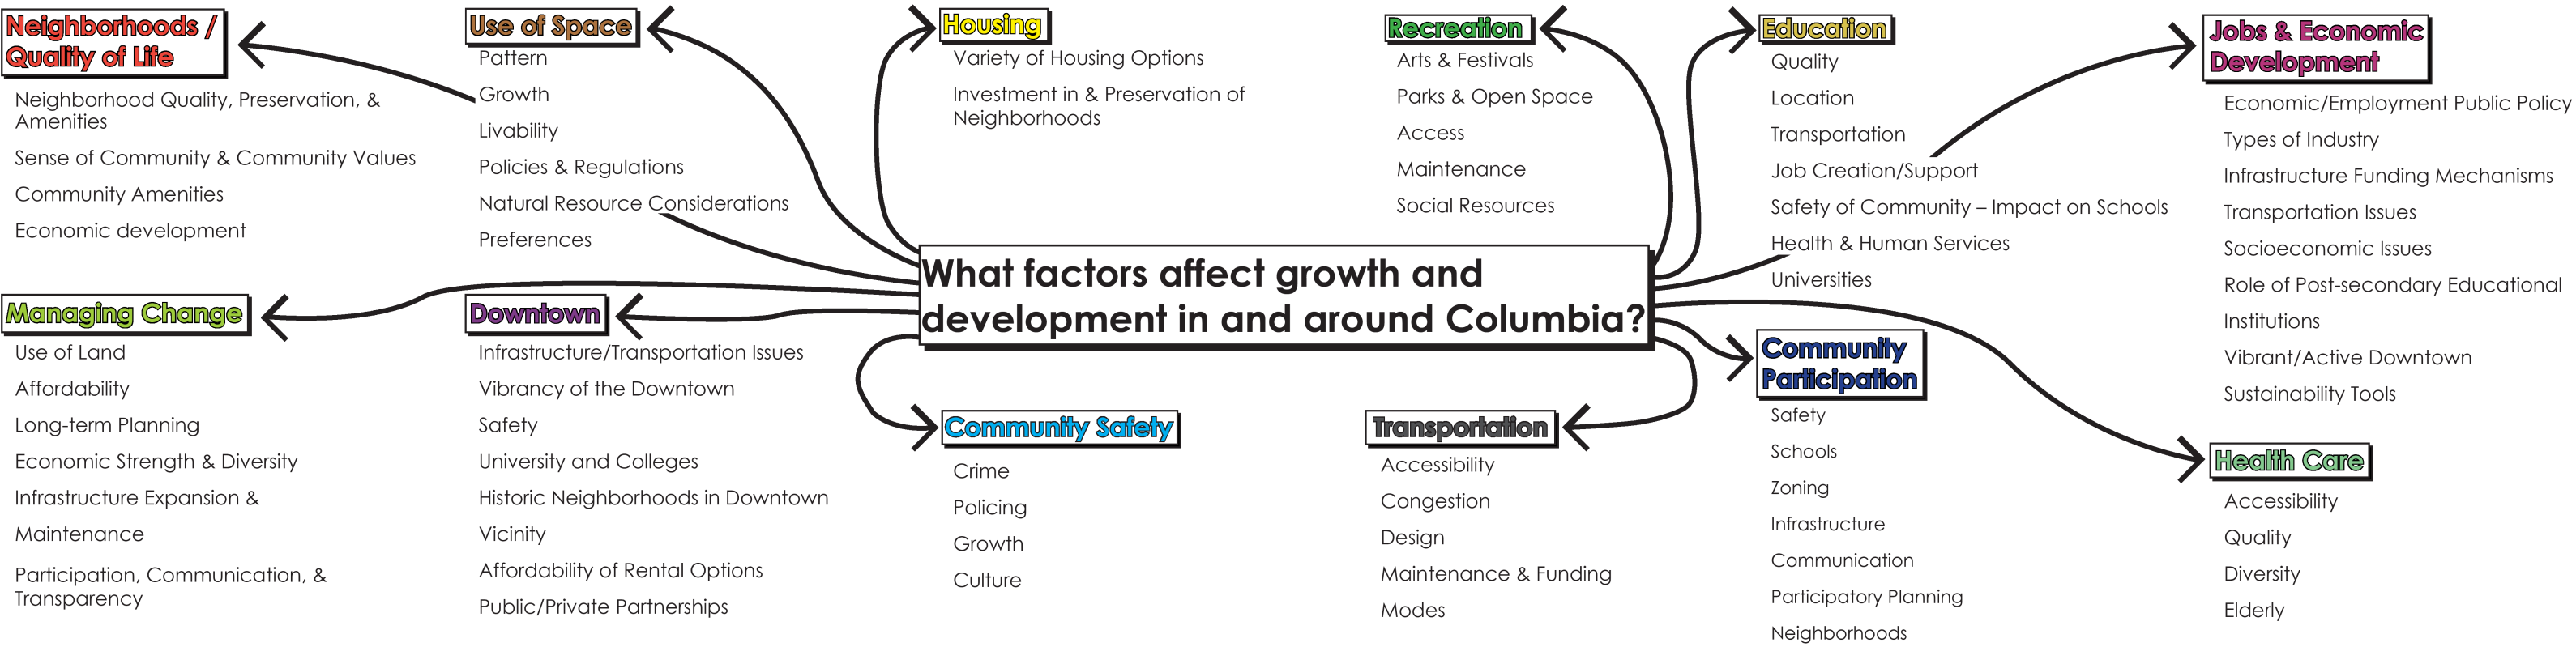 Neighborhoods /
Quality of Life
Neighborhood Quality, Preservation, &
Amenities
Sense of Community & Community Values
Community Amenities
Economic development
Use of Space
Pattern
Growth
Livability
Policies & Regulations
Natural Resource Considerations
Preferences
Housing
Variety of Housing Options
Investment in & Preservation of
Neighborhoods
Recreation
Arts & Festivals
Parks & Open Space
Access
Maintenance
Social Resources
Education
Quality
Location
Transportation
Job Creation/Support
Safety of Community – Impact on Schools
Health & Human Services
Universities
Jobs & Economic
Development
Economic/Employment Public Policy
Types of Industry
Infrastructure Funding Mechanisms
Transportation Issues
Socioeconomic Issues
Role of Post-secondary Educational
Institutions
Vibrant/Active Downtown
Sustainability Tools
What factors affect growth and
development in and around Columbia?
Managing Change
Use of Land
Affordability
Long-term Planning
Economic Strength & Diversity
Infrastructure Expansion &
Maintenance
Participation, Communication, &
Transparency
Downtown
Infrastructure/Transportation Issues
Vibrancy of the Downtown
Safety
University and Colleges
Historic Neighborhoods in Downtown
Vicinity
Affordability of Rental Options
Public/Private Partnerships
Community Safety
Crime
Policing
Growth
Culture
Transportation
Accessibility
Congestion
Design
Maintenance & Funding
Modes
Community
Participation
Safety
Schools
Zoning
Infrastructure
Communication
Participatory Planning
Neighborhoods
Health Care
Accessibility
Quality
Diversity
Elderly